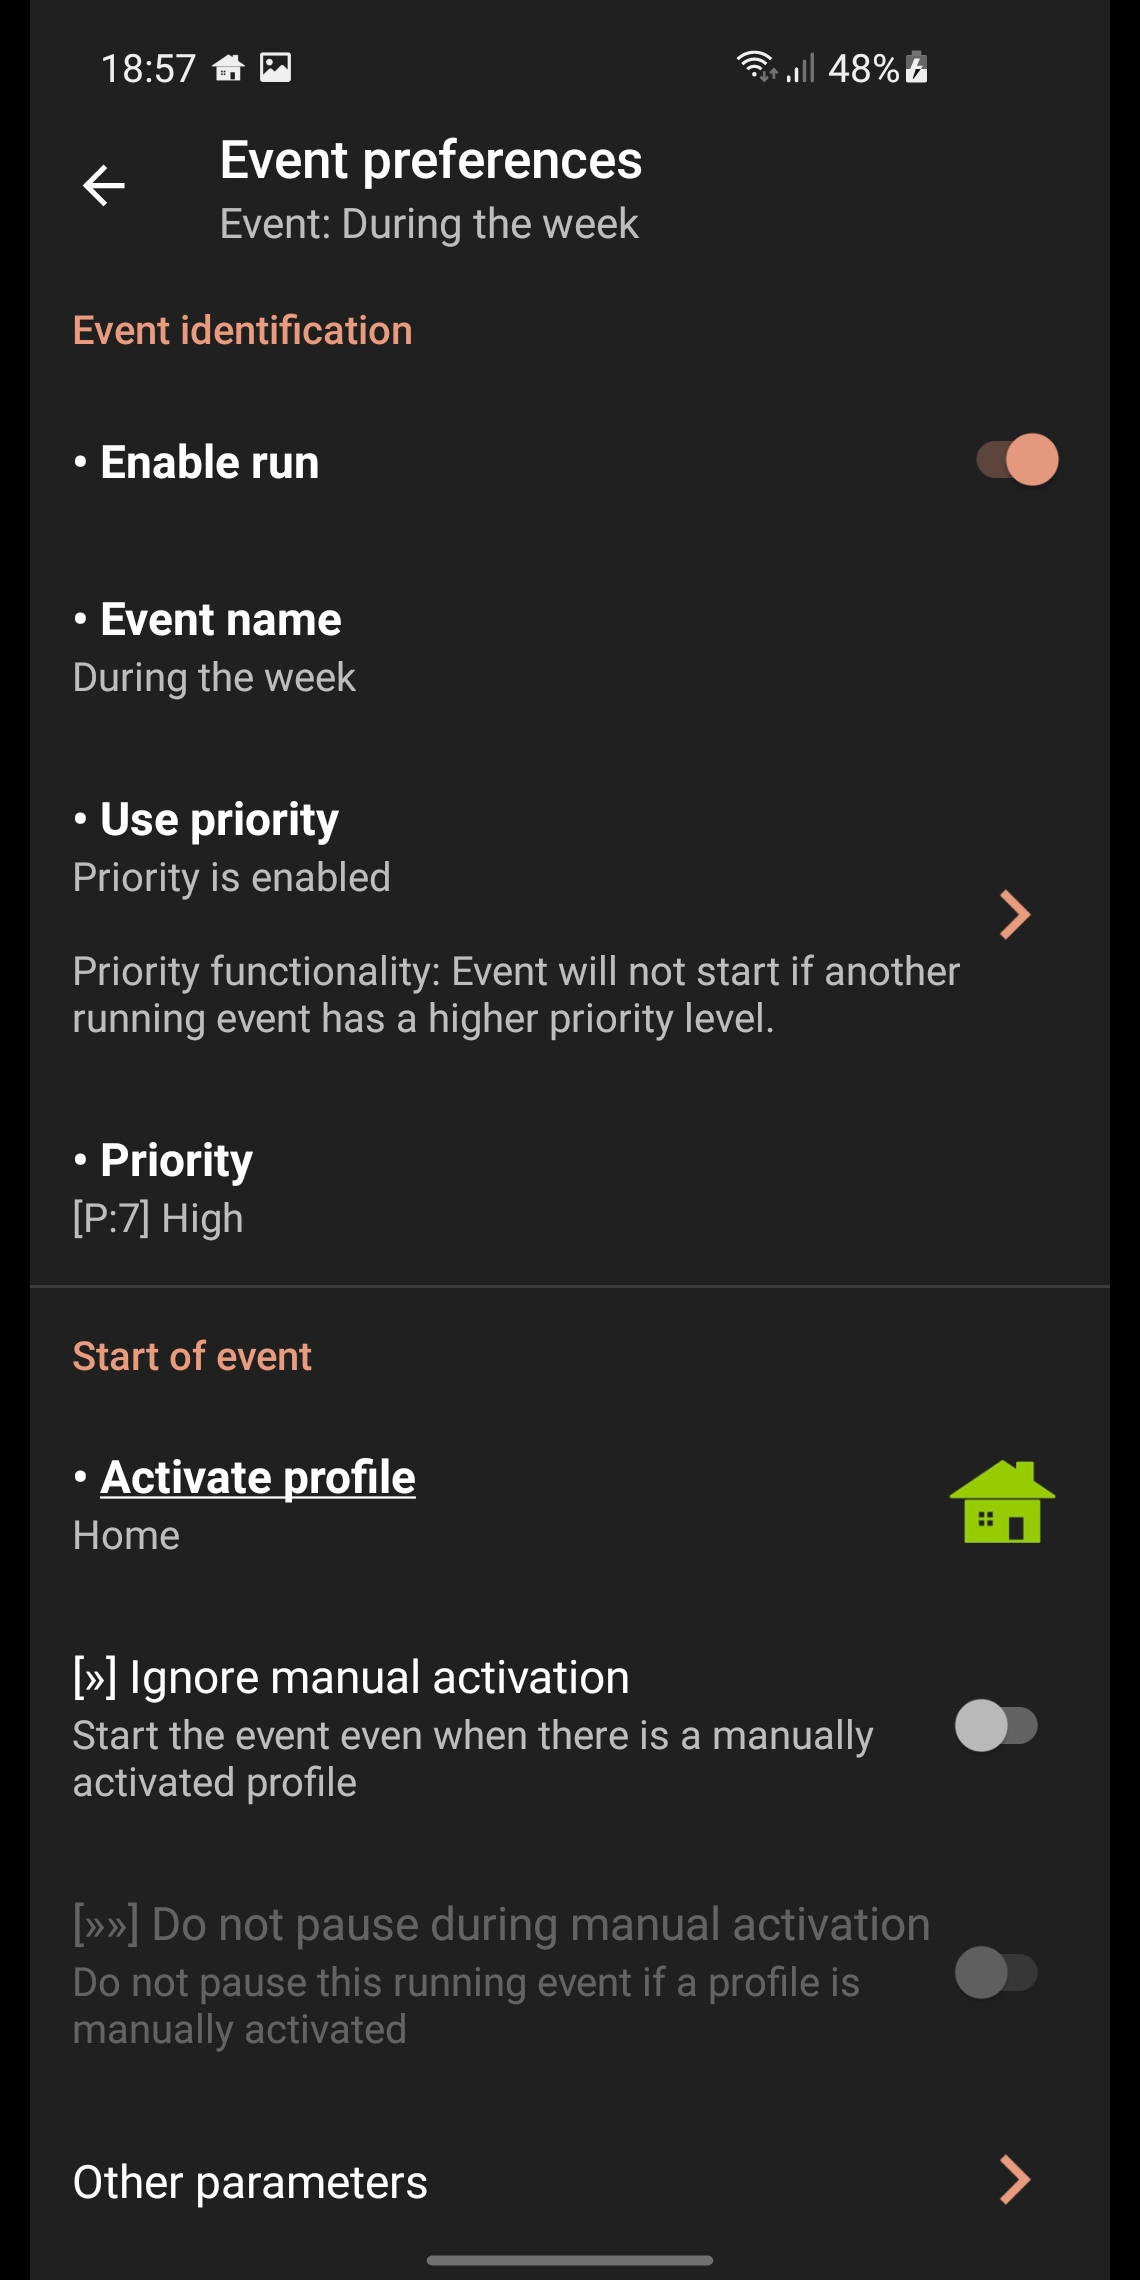 18:57
48%
Event preferences
Event: During the week
Event identification
• Enable run
• Event name
During the week
• Use priority
Priority is enabled
Priority functionality: Event will not start if another
running event has a higher priority level.
• Priority
[P:7] High
Start of event
• Activate profile
Home
[»] Ignore manual activation
Start the event even when there is a manually
activated profile
[»»] Do not pause during manual activation
Do not pause this running event if a profile is
manually activated
Other parameters